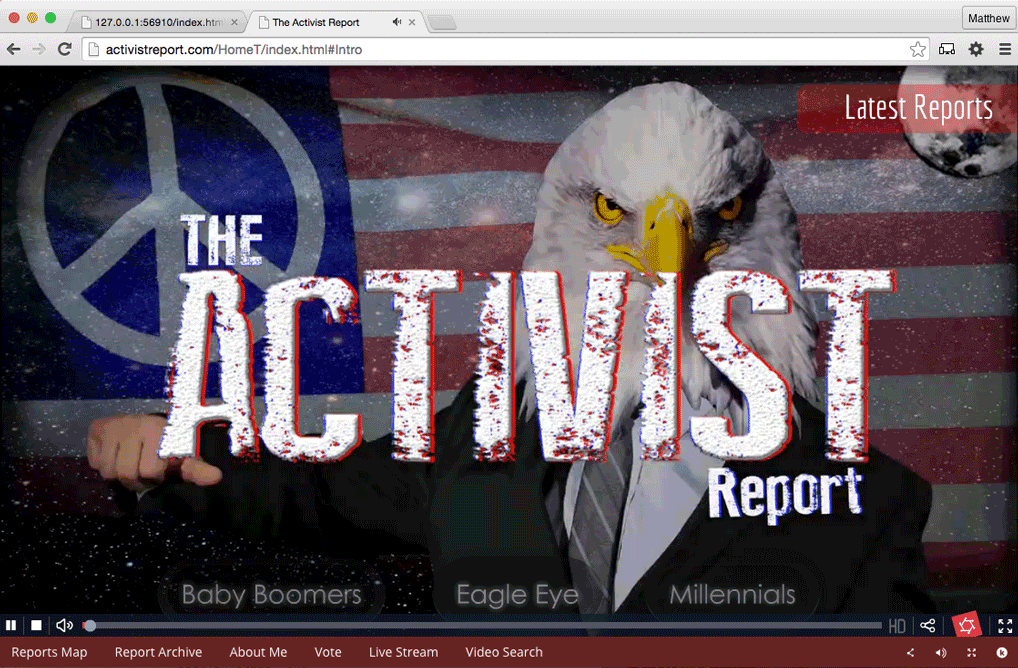 127.0.0.1:56910/index.htm
The Activist Report
Matthew
activistreport.com/HomeT/index.html#Intro
Latest Reports
THE
ACTIVIST
Report
Baby Boomers
Eagle Eye
Millennials
HD
Reports Map
Report Archive
About Me
Vote
Live Stream
Video Search
k